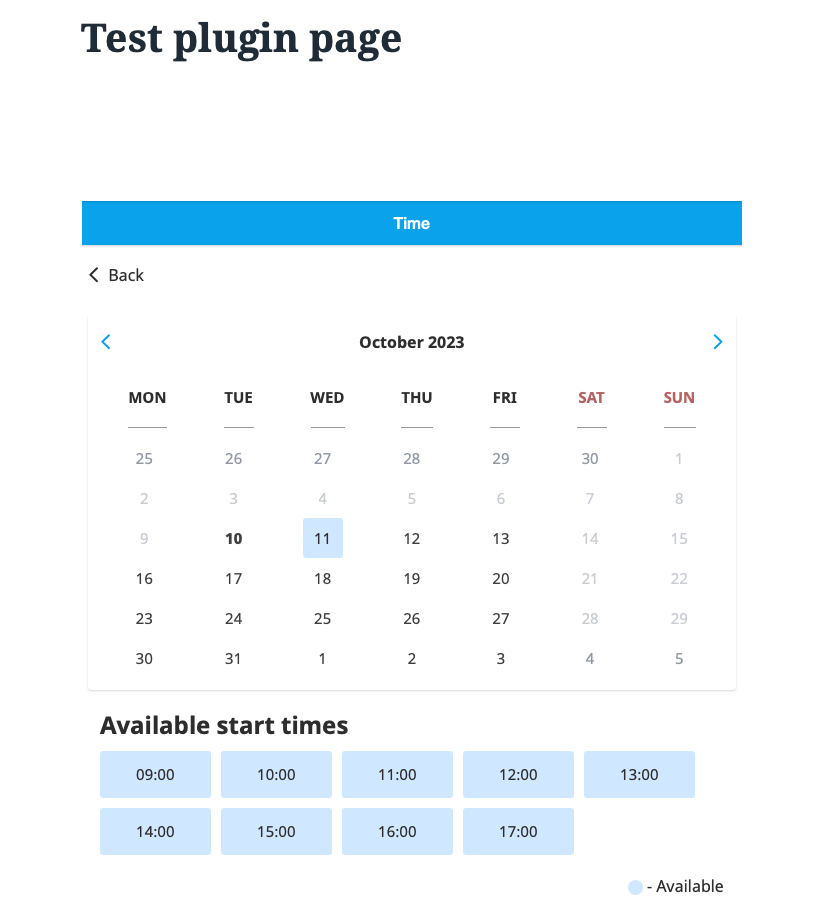 Test plugin page
Time
Back
October 2023
MON TUE WED THU FRI SAT SUN
25 26 27 28 29 30 1
2 3 4 5 6 7 8
9 10 11 12 13 14 15
16 17 18 19 20 21 22
23 24 25 26 27 28 29
30 31 1 2 3 4 5
Available start times
09:00 10:00 11:00 12:00 13:00
14:00 15:00 16:00 17:00
- Available